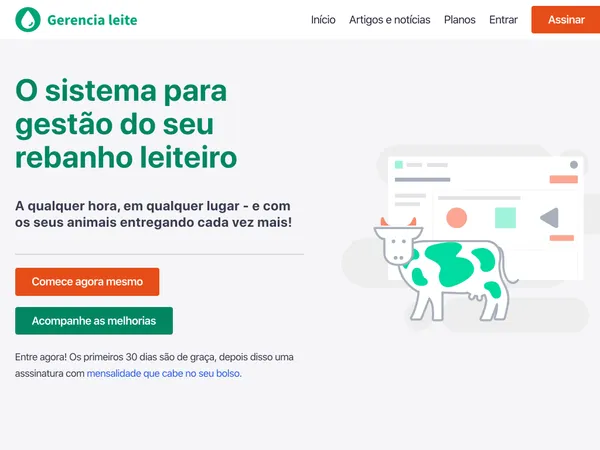 Gerencia leite
Início Artigos e notícias Planos Entrar Assinar
O sistema para
gestão do seu
rebanho leiteiro
A qualquer hora, em qualquer lugar - e com
os seus animais entregando cada vez mais!
Comece agora mesmo
Acompanhe as melhorias
Entre agora! Os primeiros 30 dias são de graça, depois disso uma
asssinatura com mensalidade que cabe no seu bolso.